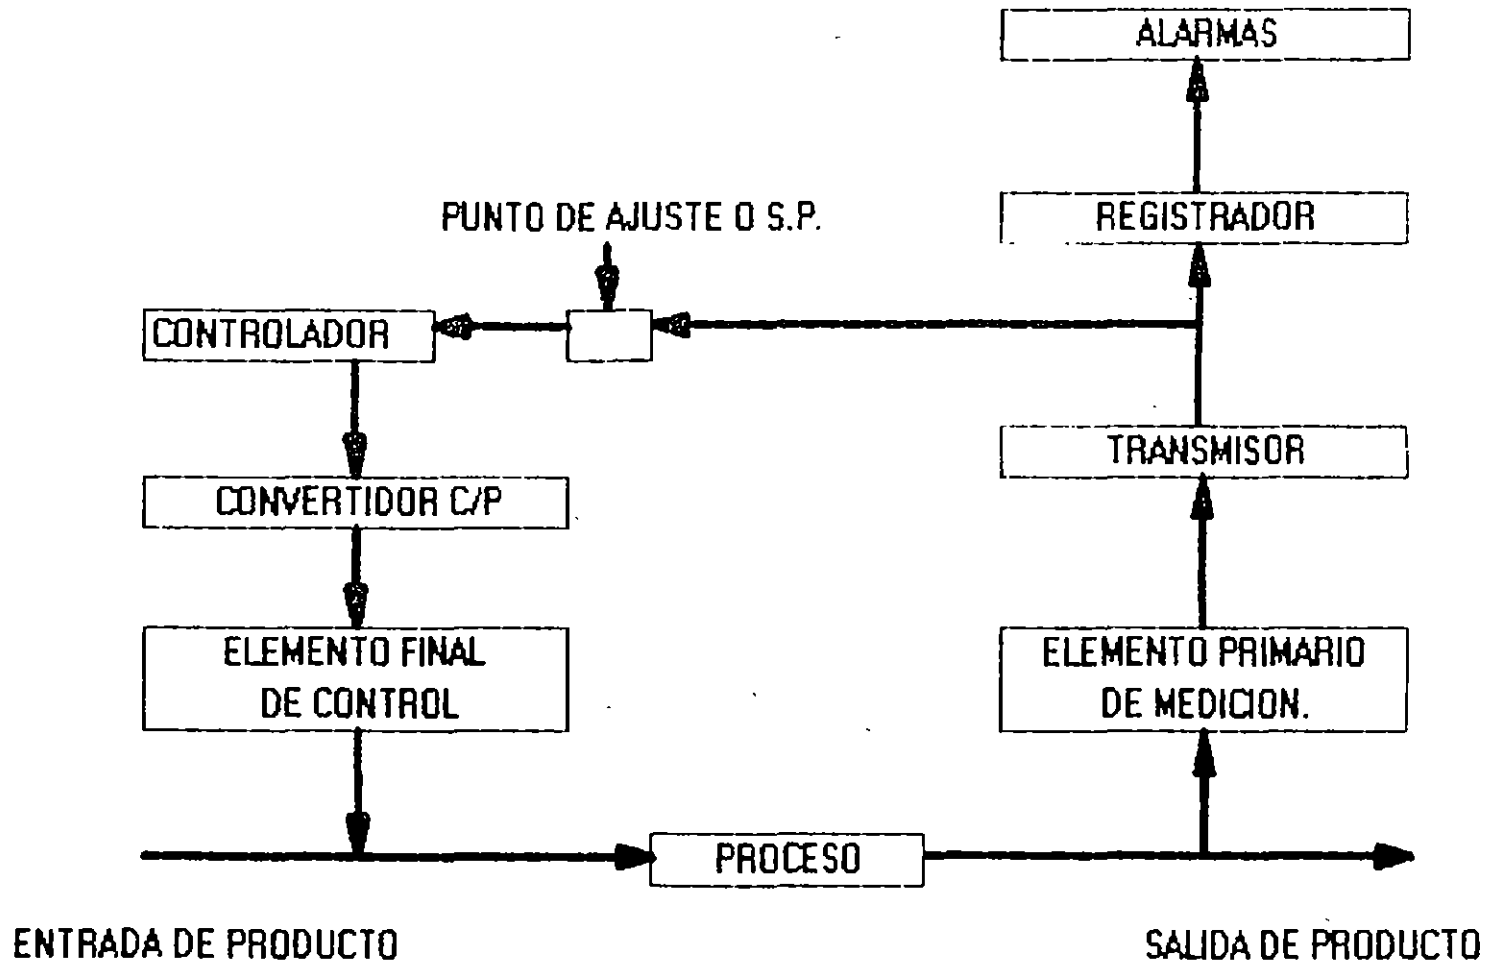 ALARMAS
PUNTO DE AJUSTE O S.P.
REGISTRADOR
CONTROLADOR
TRANSMISOR
CONVERTIDOR C/P
ELEMENTO FINAL
DE CONTROL
ELEMENTO PRIMARIO
DE MEDICION.
PROCESO
ENTRADA DE PRODUCTO
SALIDA DE PRODUCTO